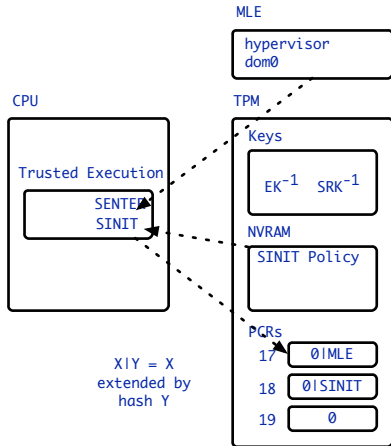 MLE
hypervisor
dom0
CPU
TPM
Keys
Trusted Execution
EK-1 SRK-1
SENTER
SINIT
NVRAM
SINIT Policy
PCRs
17 0|MLE
X|Y = X
extended by
hash Y
18 0|SINIT
19 0